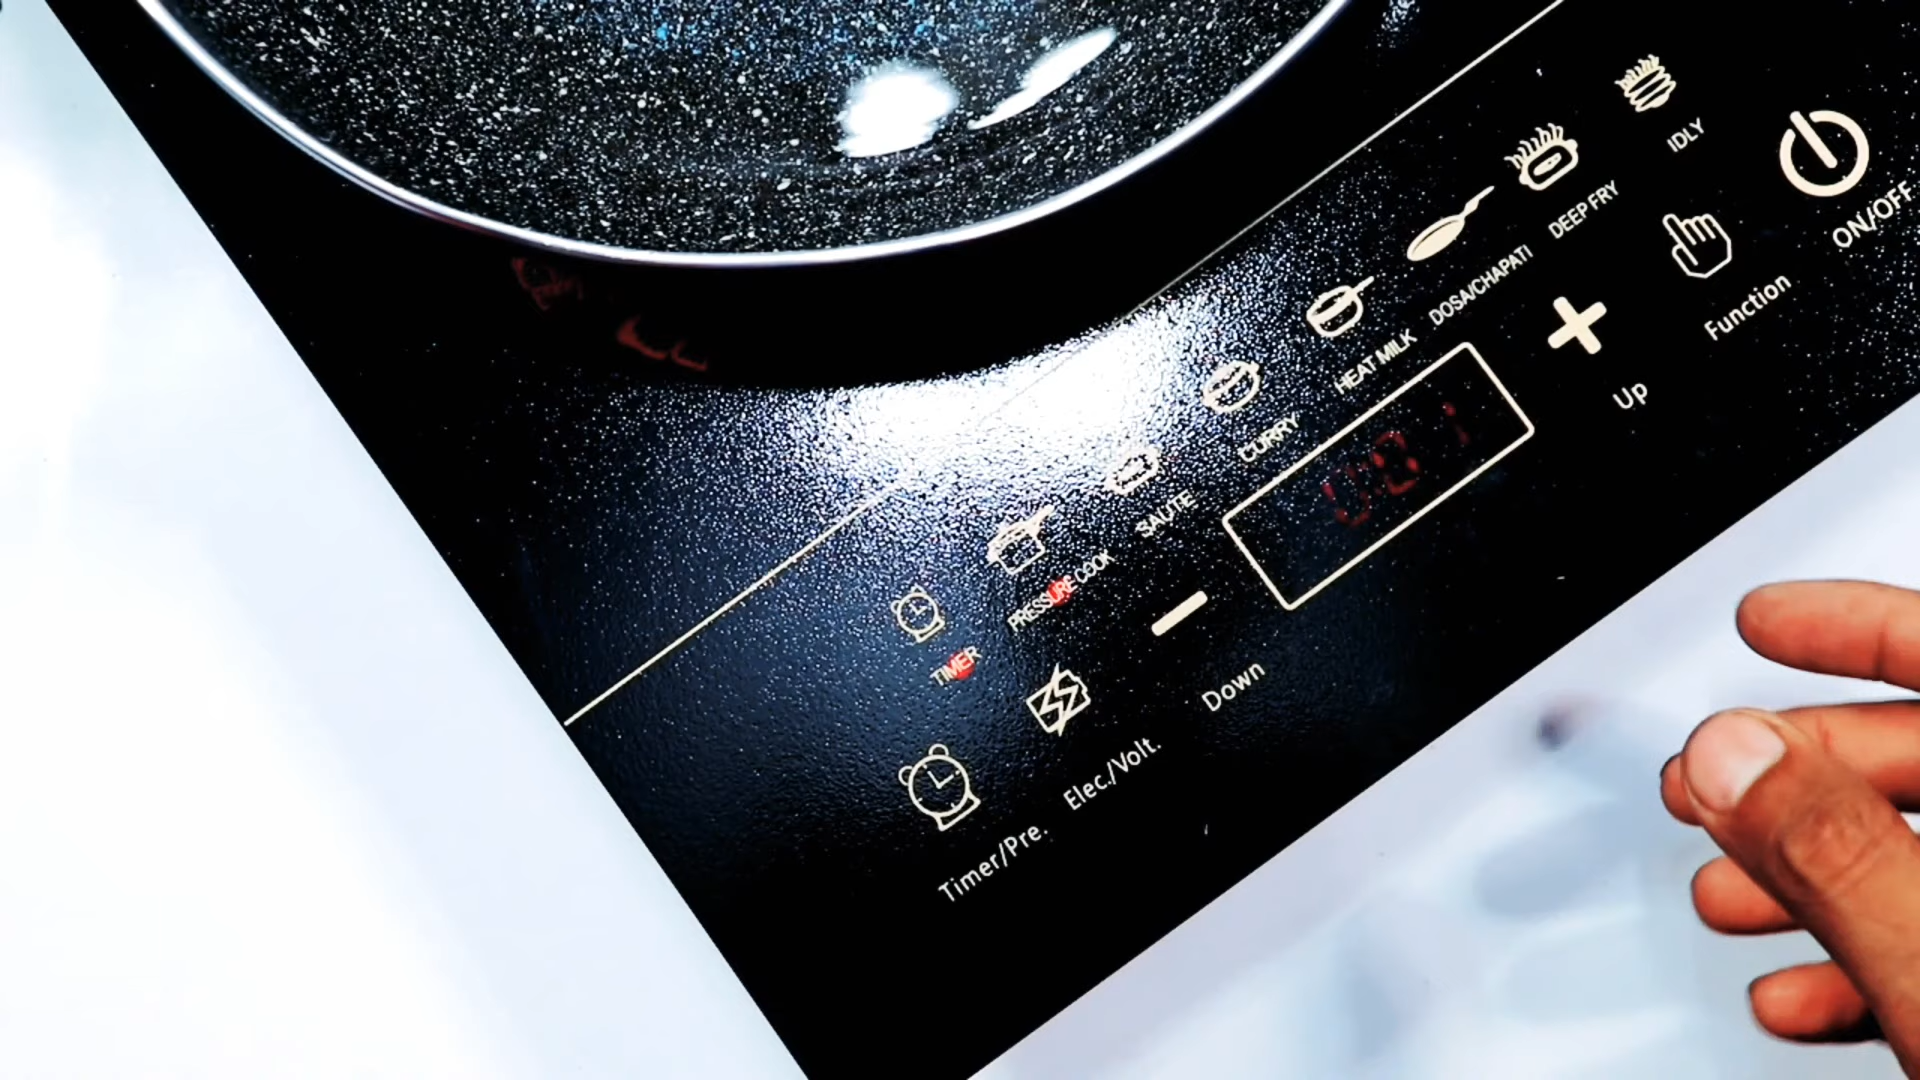 TIMER
PRESSURE COOK
SAUTE
CURRY
HEAT MILK
DOSA/CHAPATI
DEEP FRY
IDLY
Timer/Pre.
Elec./Volt.
Down
Up
Function
ON/OFF